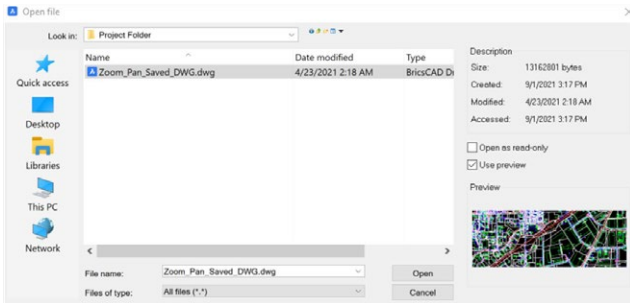 Open file
Look in:
Project Folder
Name
Date modified
Type
Zoom_Pan_Saved_DWG.dwg
4/23/2021 2:18 AM
BricsCAD Di
Quick access
Desktop
Libraries
This PC
Network
File name:
Zoom_Pan_Saved_DWG.dwg
Open
Files of type:
All files (*.*)
Cancel
Description
Size: 13162801 bytes
Created: 9/1/2021 3:17 PM
Modified: 4/23/2021 2:18 AM
Accessed: 9/1/2021 3:17 PM
Open as read-only
Use preview
Preview